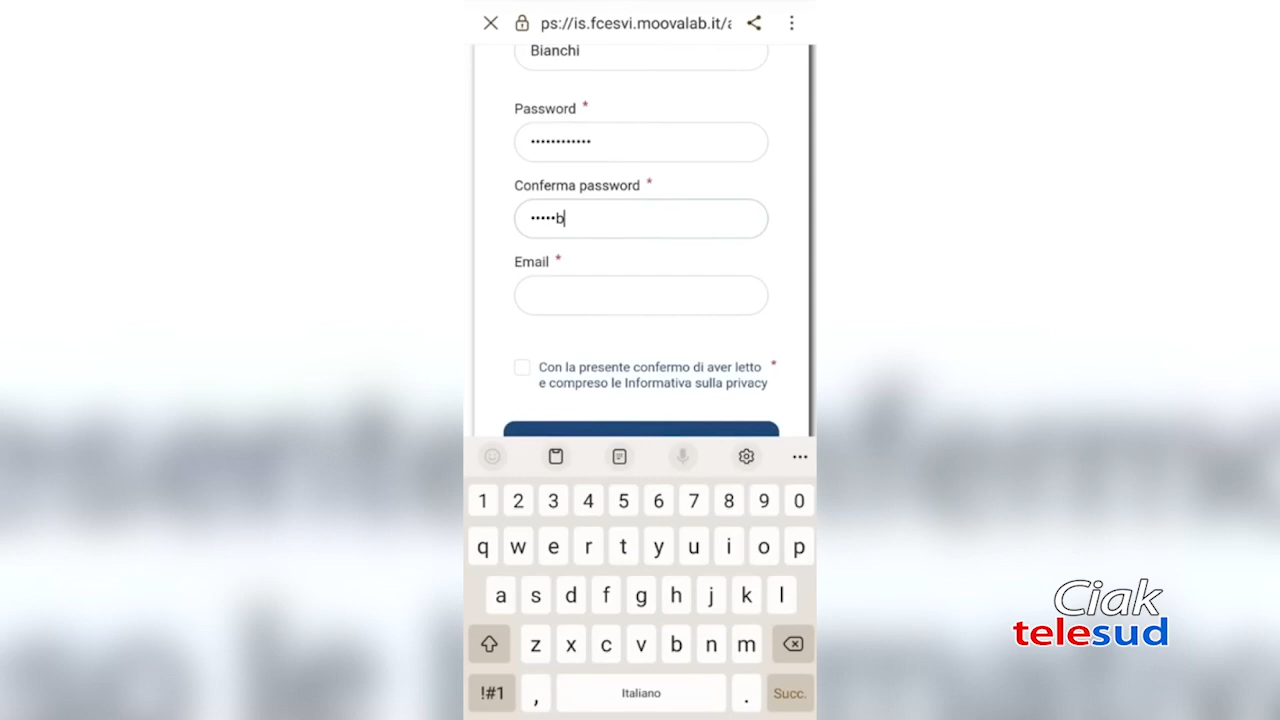 ps://is.fcesvi.moovalab.it/a
Bianchi
Password *
••••••••••••
Conferma password *
•••••b
Email *
Con la presente confermo di aver letto *
e compreso le Informativa sulla privacy
1 2 3 4 5 6 7 8 9 0
q w e r t y u i o p
a s d f g h j k l
z x c v b n m
!#1 , Italiano . Succ.
Ciak
telesud